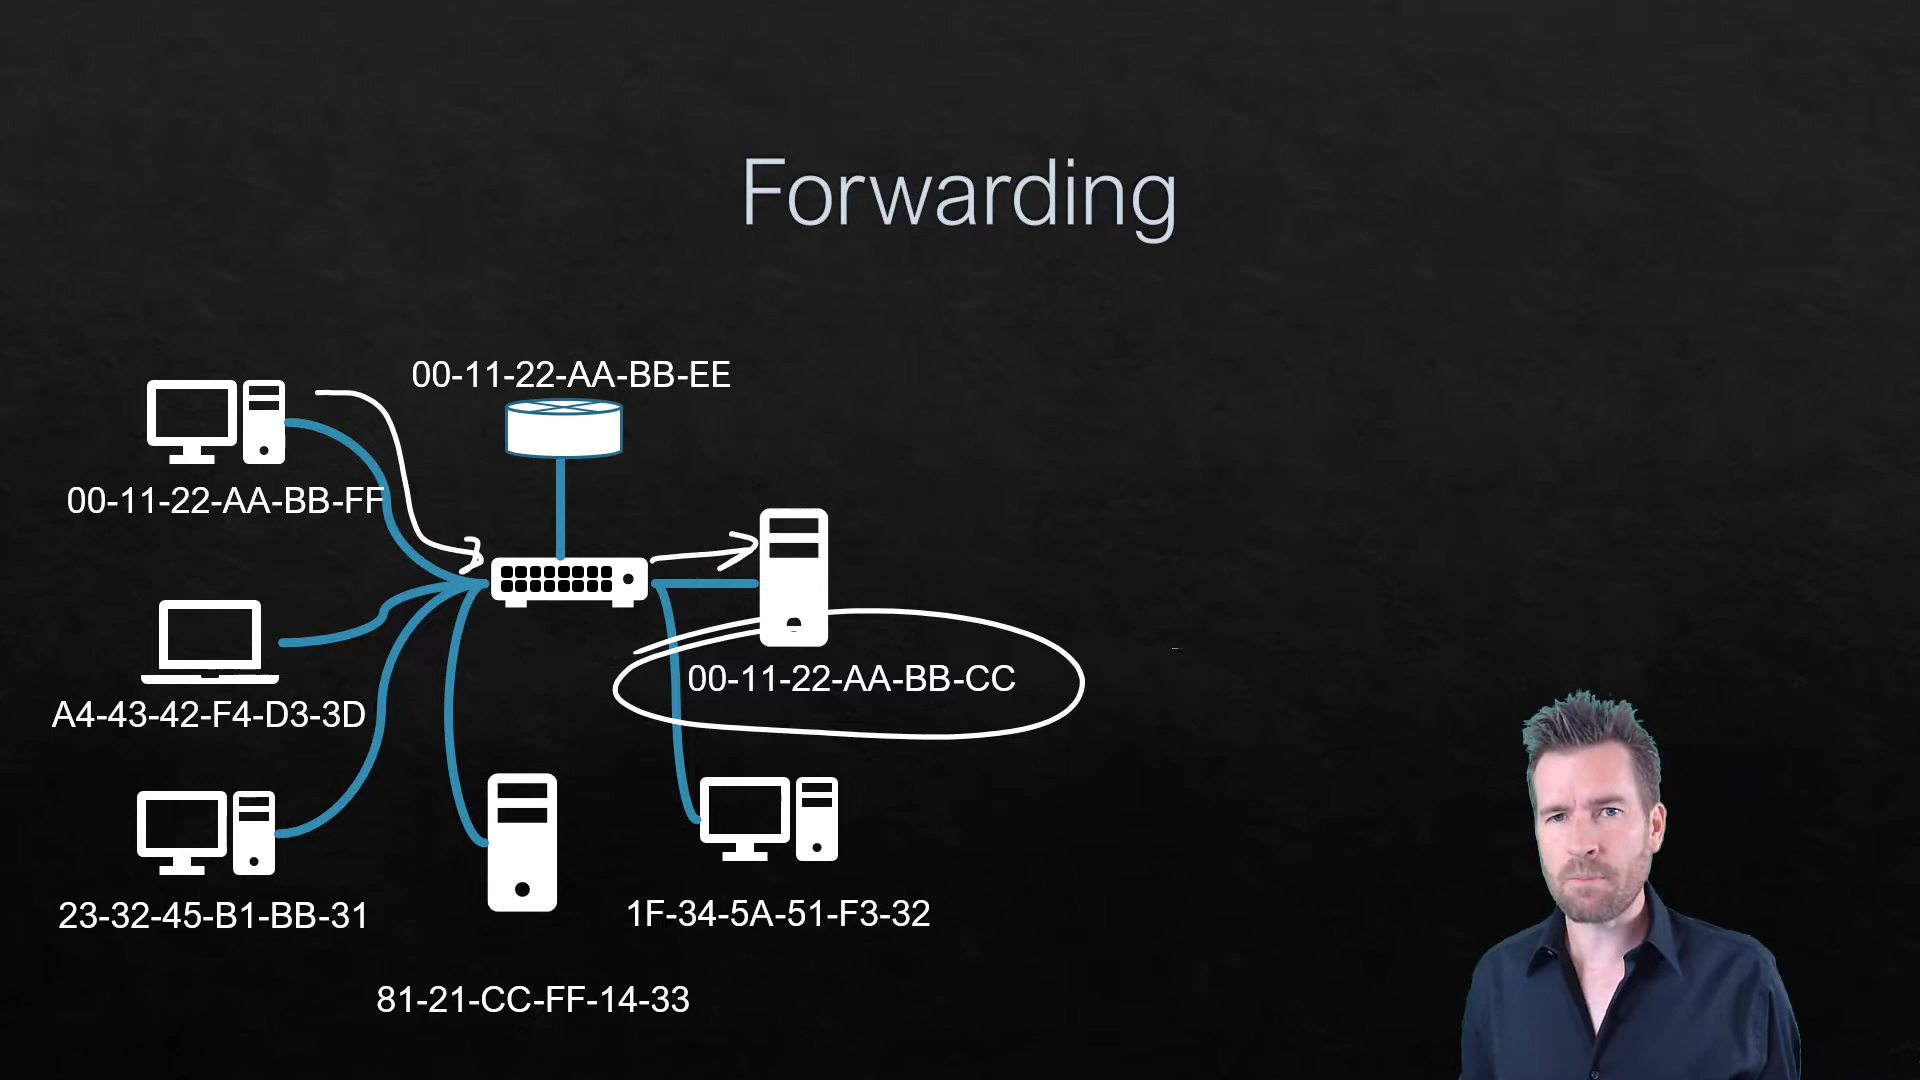 Forwarding
00-11-22-AA-BB-EE
00-11-22-AA-BB-FF
00-11-22-AA-BB-CC
A4-43-42-F4-D3-3D
23-32-45-B1-BB-31
1F-34-5A-51-F3-32
81-21-CC-FF-14-33